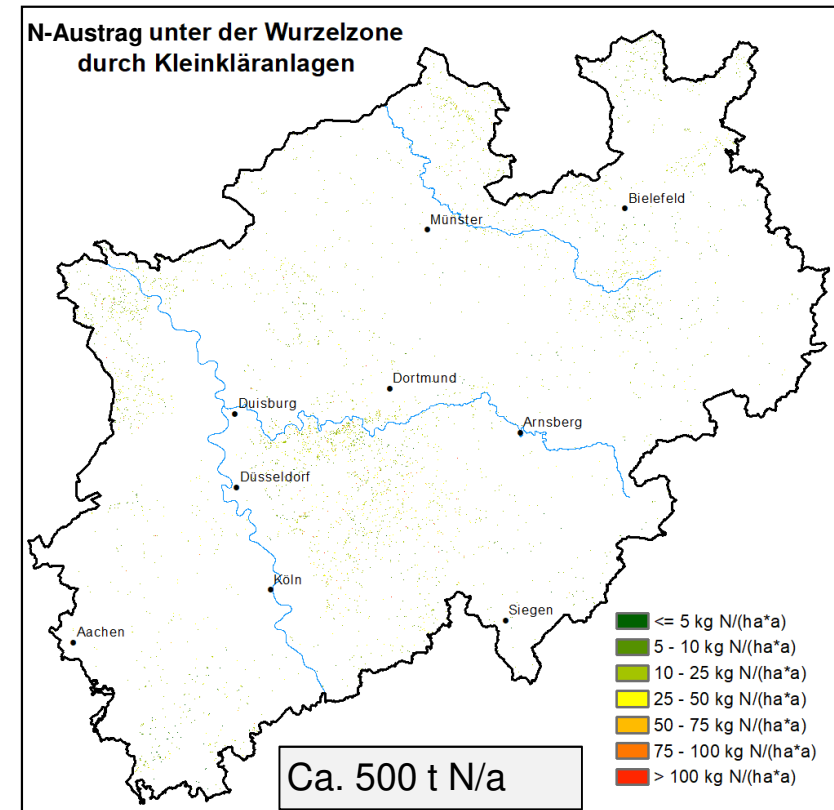 N-Austrag unter der Wurzelzone
durch Kleinkläranlagen
Bielefeld
Münster
Dortmund
Duisburg
Arnsberg
Düsseldorf
Köln
Siegen
Aachen
<= 5 kg N/(ha*a)
5 - 10 kg N/(ha*a)
10 - 25 kg N/(ha*a)
25 - 50 kg N/(ha*a)
50 - 75 kg N/(ha*a)
75 - 100 kg N/(ha*a)
> 100 kg N/(ha*a)
Ca. 500 t N/a